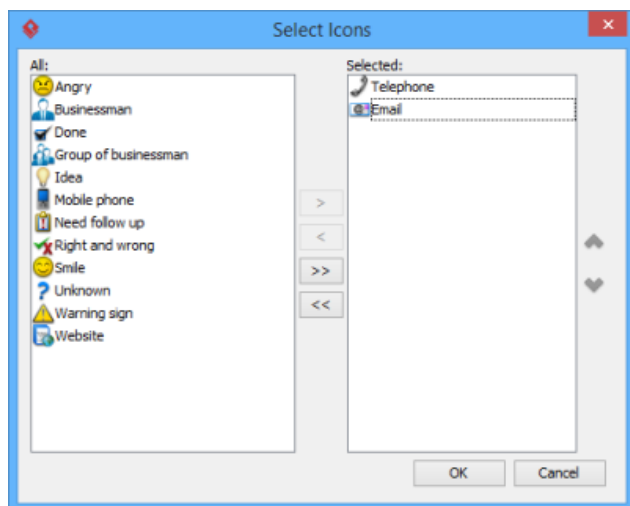 Select Icons
All:
Angry
Businessman
Done
Group of businessman
Idea
Mobile phone
Need follow up
Right and wrong
Smile
Unknown
Warning sign
Website
>
<
>>
<<
Selected:
Telephone
Email
OK
Cancel